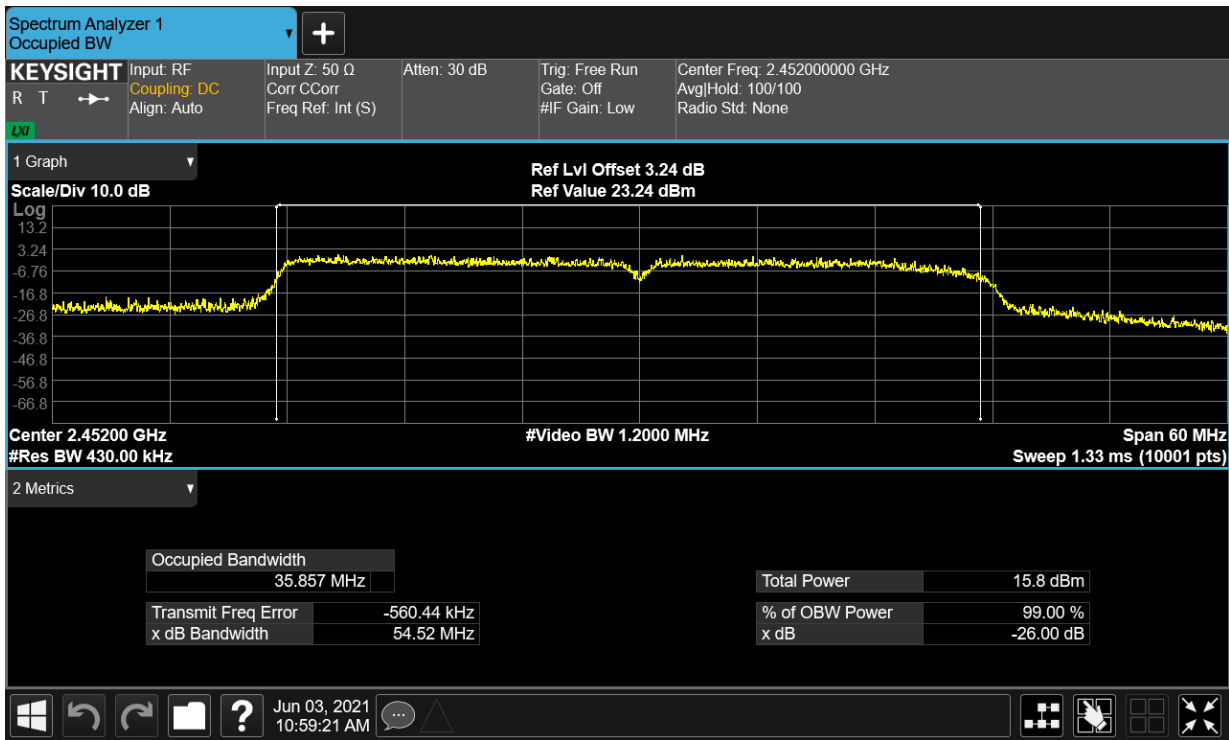 Spectrum Analyzer 1
Occupied BW
KEYSIGHT
R T
LXI
Input: RF
Coupling: DC
Align: Auto
Input Z: 50 Ω
Corr CCorr
Freq Ref: Int (S)
Atten: 30 dB
Trig: Free Run
Gate: Off
#IF Gain: Low
Center Freq: 2.452000000 GHz
Avg|Hold: 100/100
Radio Std: None
1 Graph
Scale/Div 10.0 dB
Ref Lvl Offset 3.24 dB
Ref Value 23.24 dBm
Log
13.2
3.24
-6.76
-16.8
-26.8
-36.8
-46.8
-56.8
-66.8
Center 2.45200 GHz
#Video BW 1.2000 MHz
Span 60 MHz
#Res BW 430.00 kHz
Sweep 1.33 ms (10001 pts)
2 Metrics
Occupied Bandwidth
35.857 MHz
Total Power 15.8 dBm
Transmit Freq Error -560.44 kHz
% of OBW Power 99.00 %
x dB Bandwidth 54.52 MHz
x dB -26.00 dB
?
Jun 03, 2021
10:59:21 AM